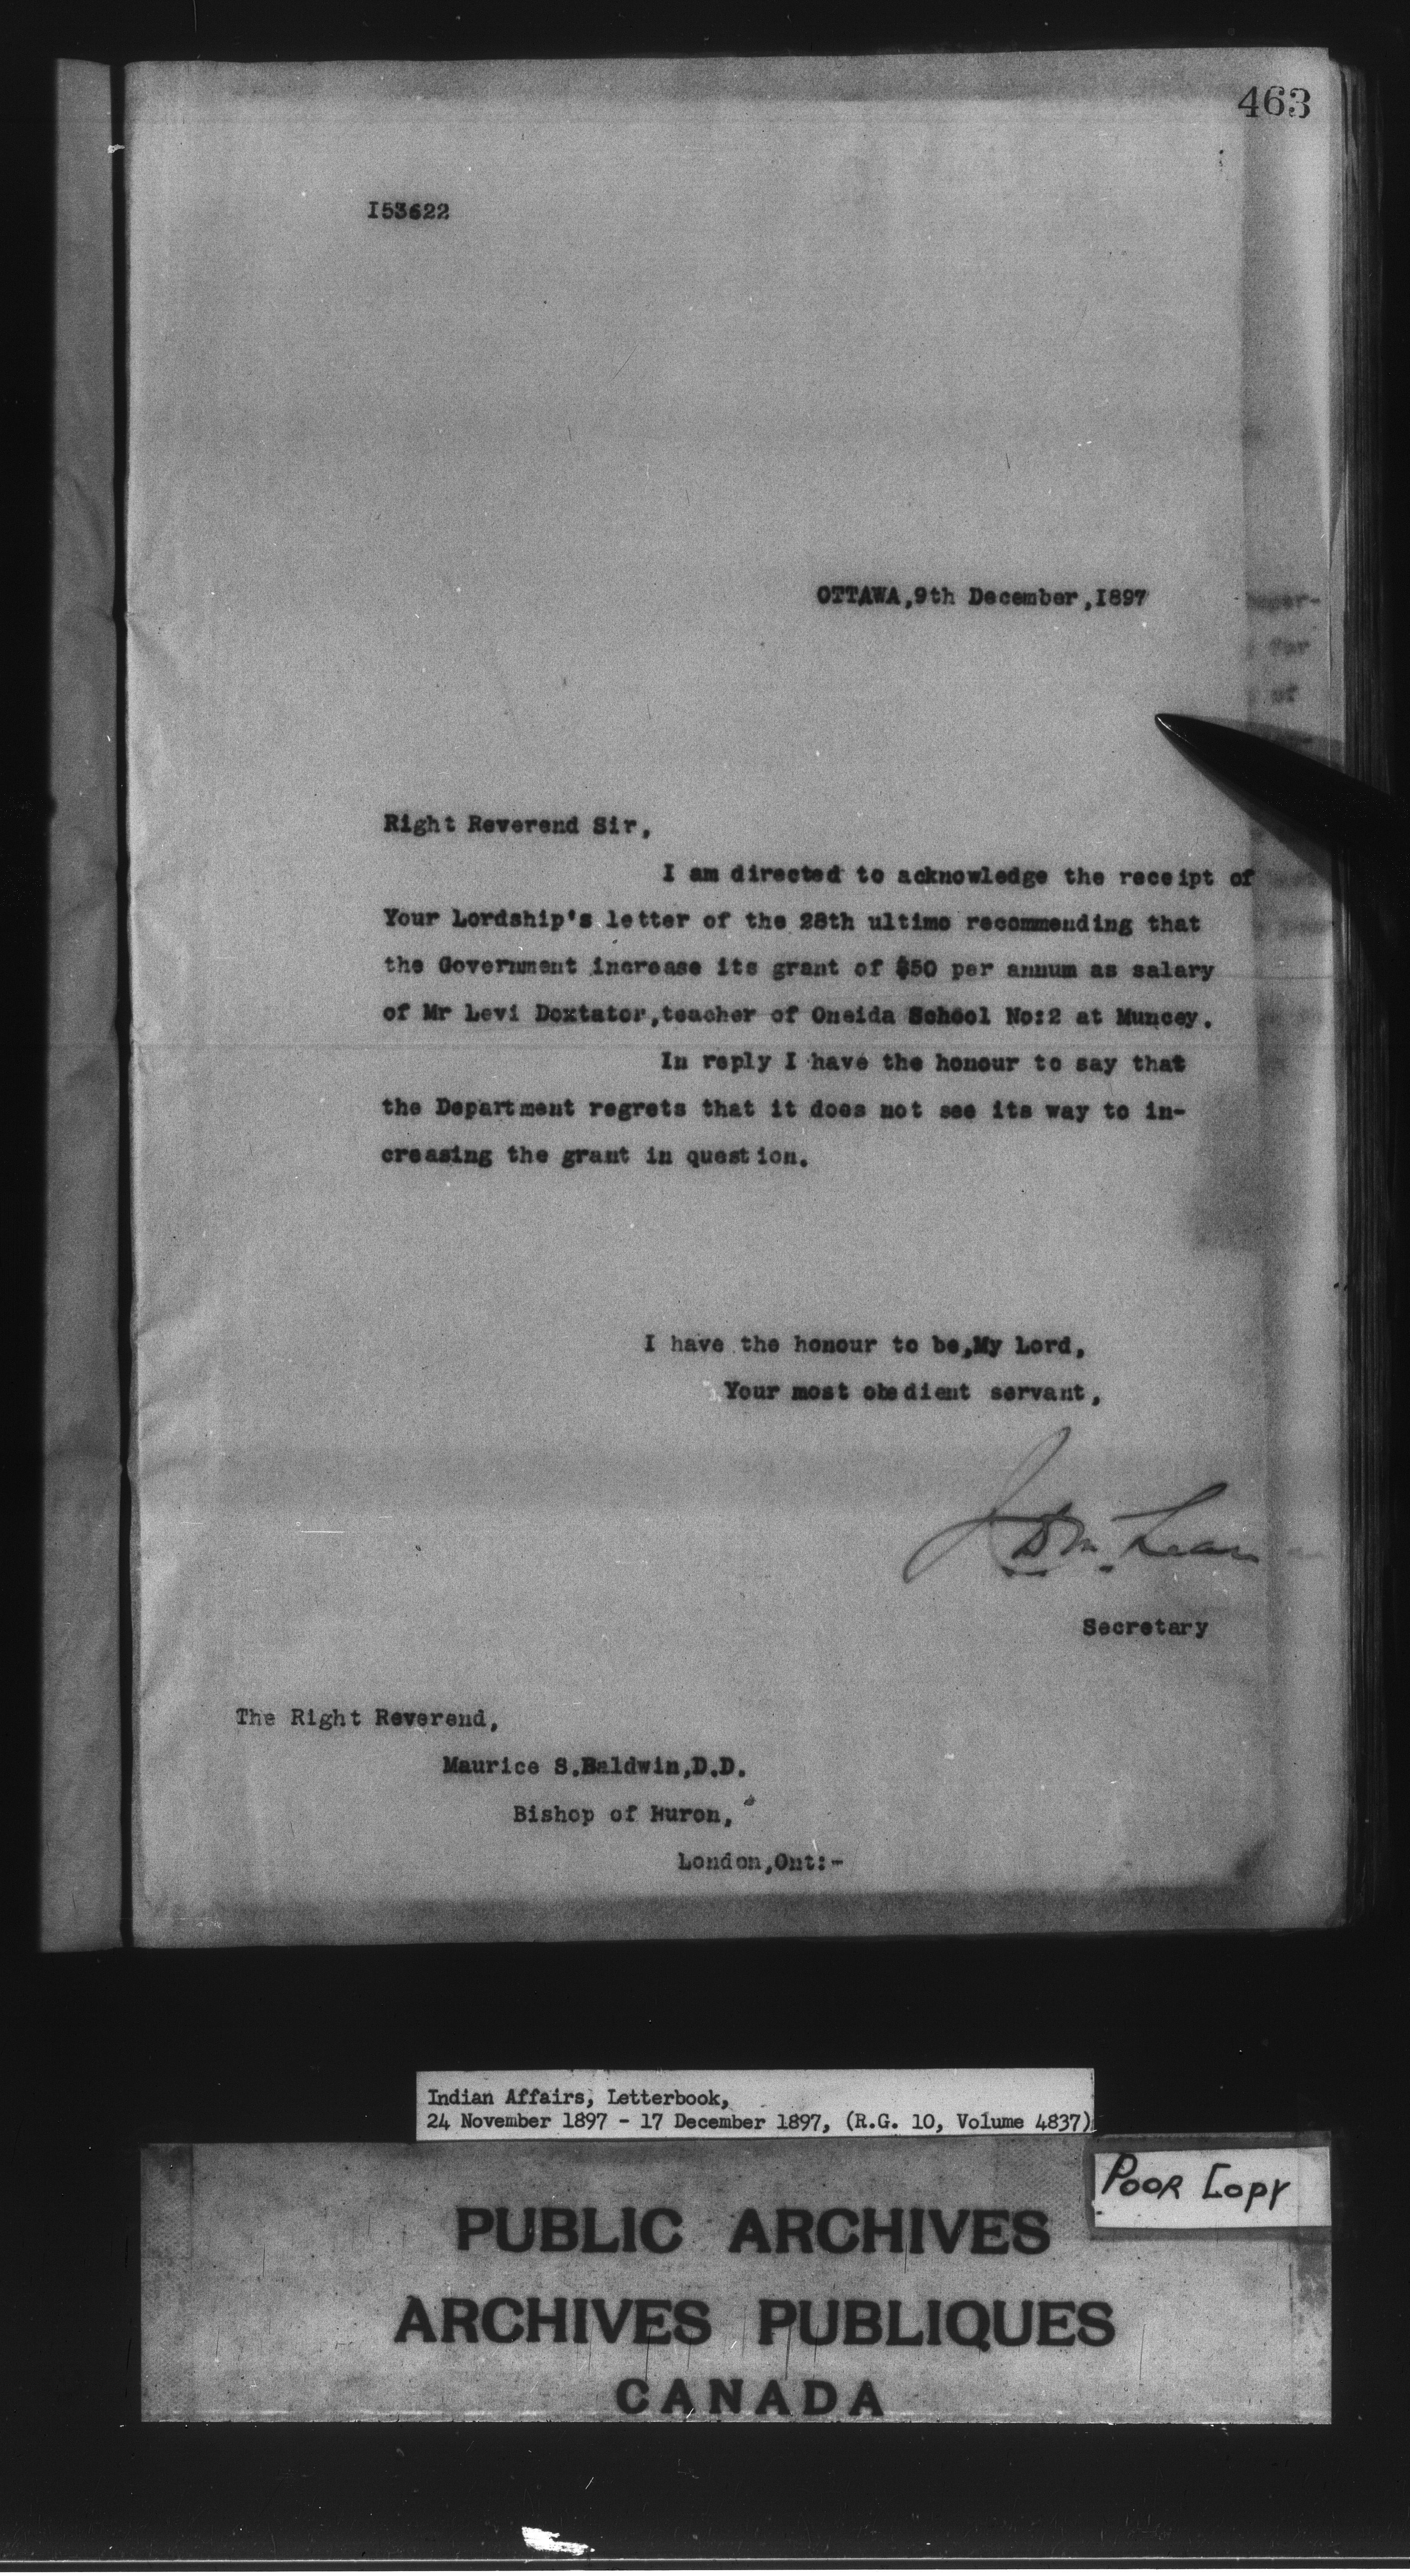 463
I53622
OTTAWA,9th December,I897
Right Reverend Sir,
I am directed to acknowledge the receipt of
Your Lordship's letter of the 28th ultimo recommending that
the Government increase its grant of $50 per annum as salary
of Mr Levi Doxtator,teacher of Oneida School No:2 at Muncey.
In reply I have the honour to say that
the Department regrets that it does not see its way to in-
creasing the grant in question.
I have the honour to be,My Lord,
Your most obedient servant,
J D McLean
Secretary
The Right Reverend,
Maurice S.Baldwin,D.D.
Bishop of Huron,
London,Ont:-
for
of
Indian Affairs, Letterbook,
24 November 1897 - 17 December 1897, (R.G. 10, Volume 4837)
POOR COPY
PUBLIC ARCHIVES
ARCHIVES PUBLIQUES
CANADA